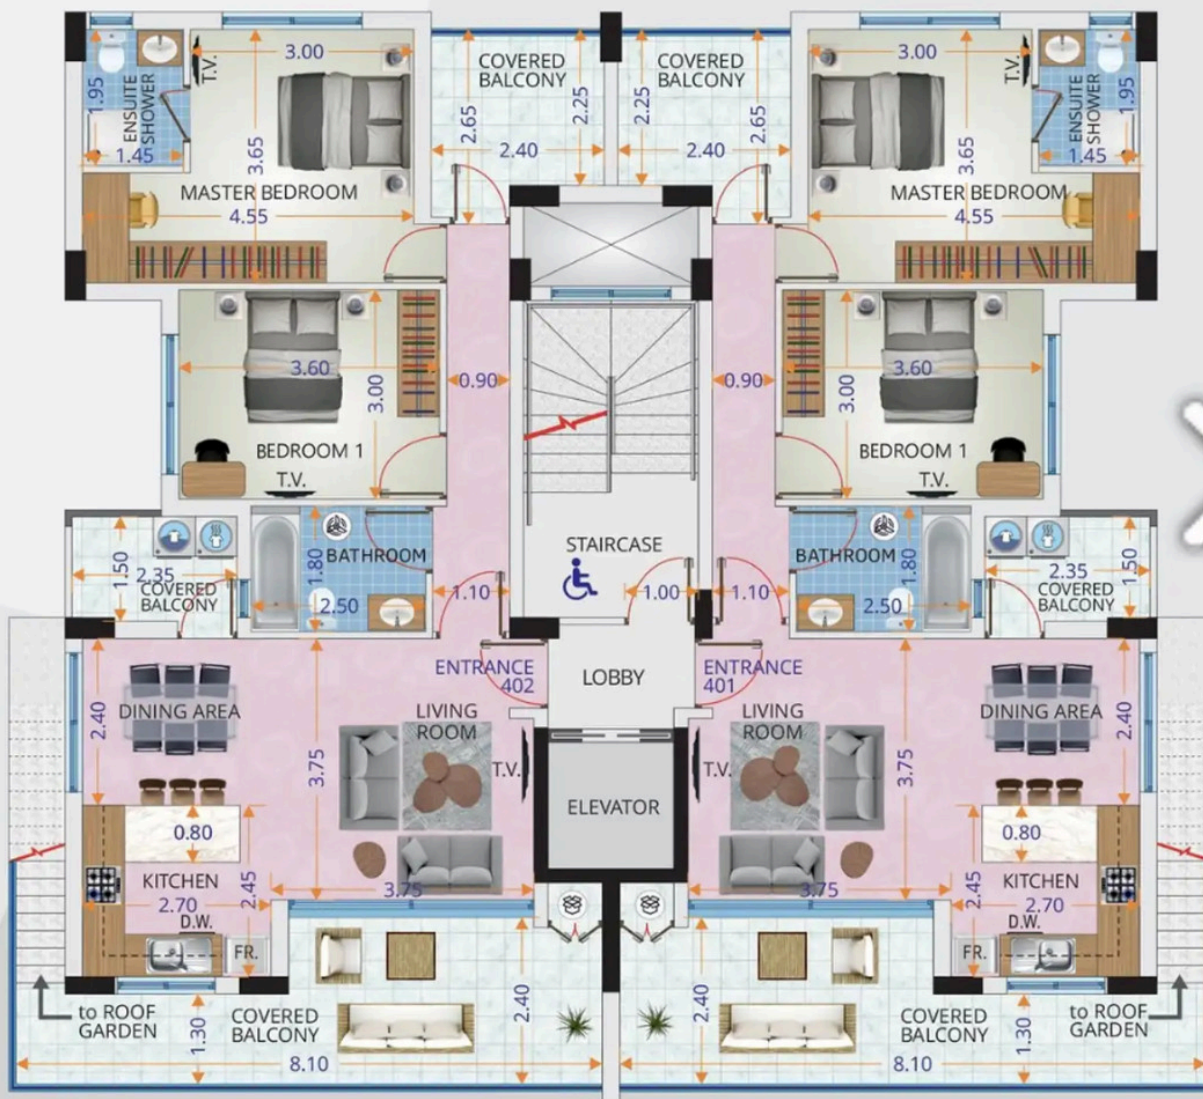 3.00
COVERED
BALCONY
2.25
COVERED
BALCONY
2.25
3.00
T.V.
T.V.
1.95
ENSUITE
SHOWER
1.45
3.65
2.65
2.40
2.40
2.65
3.65
ENSUITE
SHOWER
1.95
1.45
MASTER BEDROOM
4.55
MASTER BEDROOM
4.55
3.60
3.00
0.90
0.90
3.00
3.60
BEDROOM 1
T.V.
BEDROOM 1
T.V.
1.50
2.35
COVERED
BALCONY
1.80
BATHROOM
2.50
1.10
STAIRCASE
1.00
1.10
BATHROOM
1.80
2.50
2.35
COVERED
BALCONY
1.50
ENTRANCE
402
LOBBY
ENTRANCE
401
2.40
DINING AREA
3.75
LIVING
ROOM
T.V.
ELEVATOR
T.V.
LIVING
ROOM
3.75
DINING AREA
2.40
0.80
KITCHEN
2.70
D.W.
2.45
FR.
3.75
3.75
0.80
KITCHEN
2.70
D.W.
2.45
FR.
to ROOF
GARDEN
1.30
COVERED
BALCONY
2.40
8.10
2.40
COVERED
BALCONY
1.30
to ROOF
GARDEN
8.10